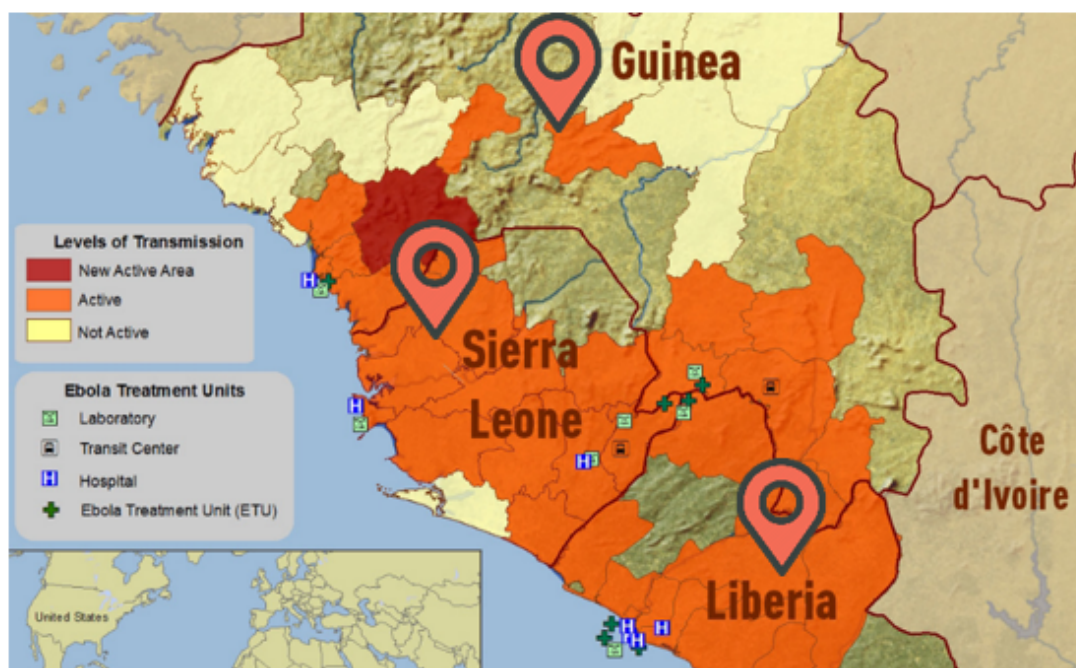 Guinea
Levels of Transmission
New Active Area
Active
Not Active
Sierra
Leone
Ebola Treatment Units
Laboratory
Transit Center
H Hospital
Ebola Treatment Unit (ETU)
Côte
d'Ivoire
Liberia
United States
H
H
H
H
H
H
H